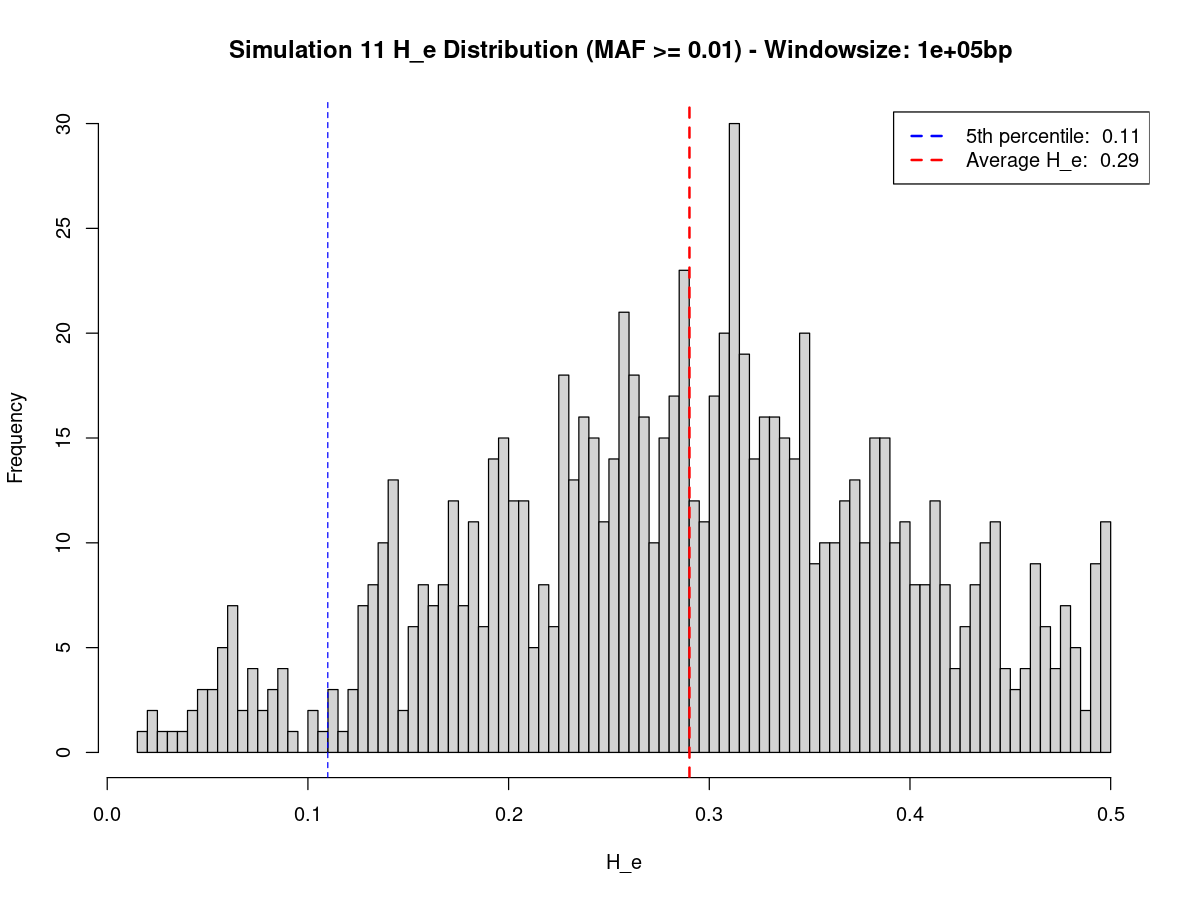 Simulation 11 H_e Distribution (MAF >= 0.01) - Windowsize: 1e+05bp
5th percentile:  0.11
Average H_e:  0.29
Frequency
30
25
20
15
10
5
0
0.0 0.1 0.2 0.3 0.4 0.5
H_e